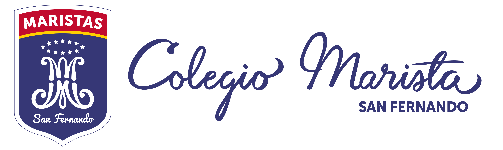 MARISTAS
San Fernando
Colegio Marista
SAN FERNANDO